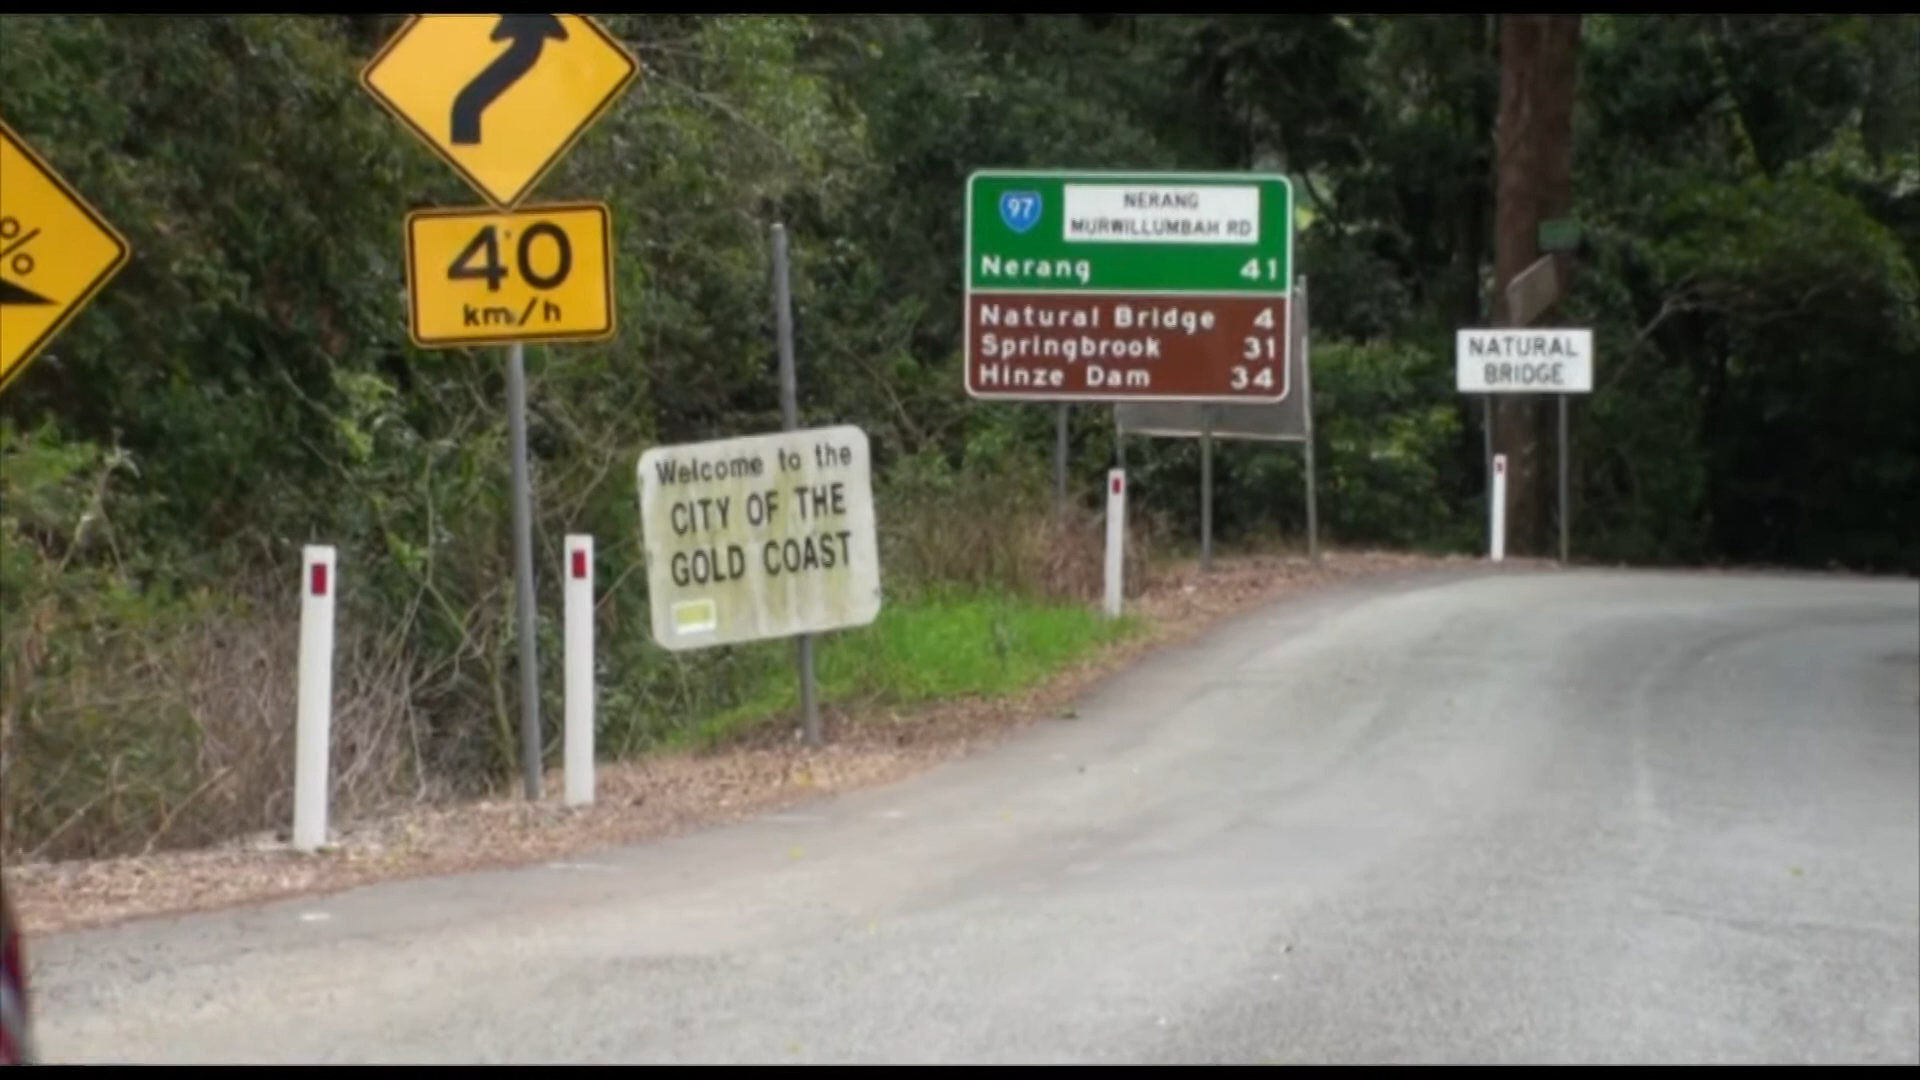 %
40
km/h
Welcome to the
CITY OF THE
GOLD COAST
97
NERANG
MURWILLUMBAH RD
Nerang 41
Natural Bridge 4
Springbrook 31
Hinze Dam 34
NATURAL
BRIDGE